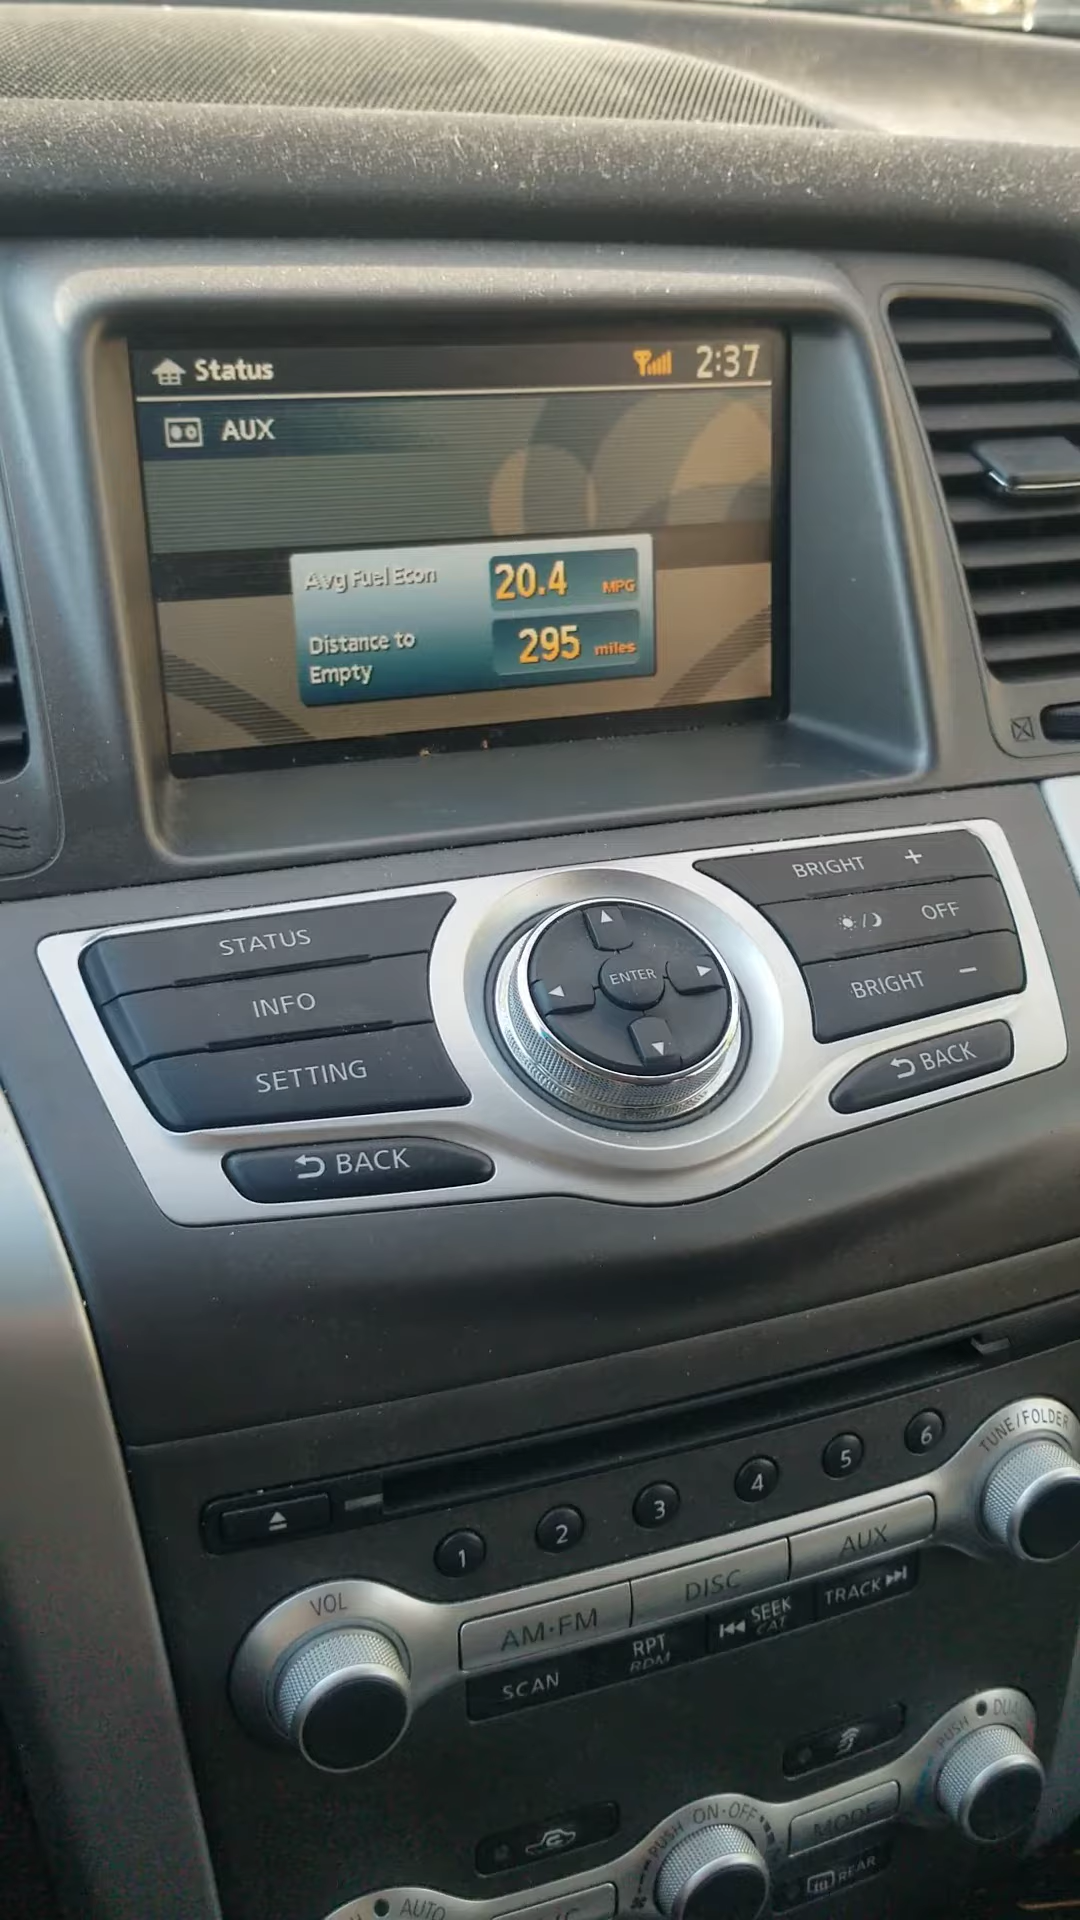 Status 2:37
AUX
Avg Fuel Econ 20.4 MPG
Distance to Empty 295 miles
BRIGHT +
STATUS
OFF
INFO
ENTER
BRIGHT −
SETTING
BACK
BACK
TUNE/FOLDER
1 2 3 4 5 6
VOL
AM·FM DISC AUX
SCAN RPT SEEK TRACK
RDM CAT
PUSH
PUSH ON·OFF
MODE
REAR
AUTO